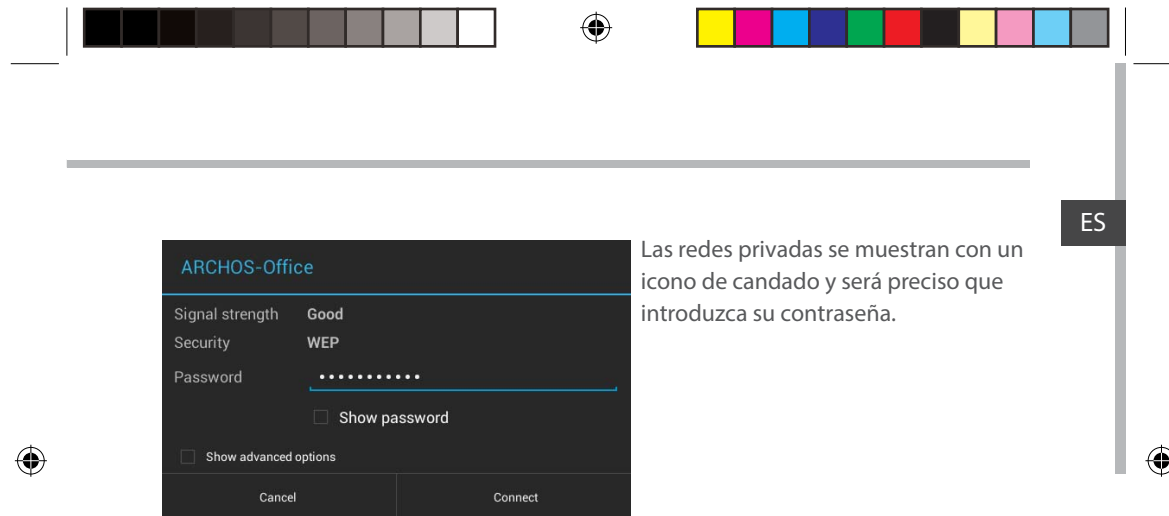 ES
ARCHOS-Office
Signal strength Good
Security WEP
Password •••••••••••
Show password
Show advanced options
Cancel Connect
Las redes privadas se muestran con un
icono de candado y será preciso que
introduzca su contraseña.